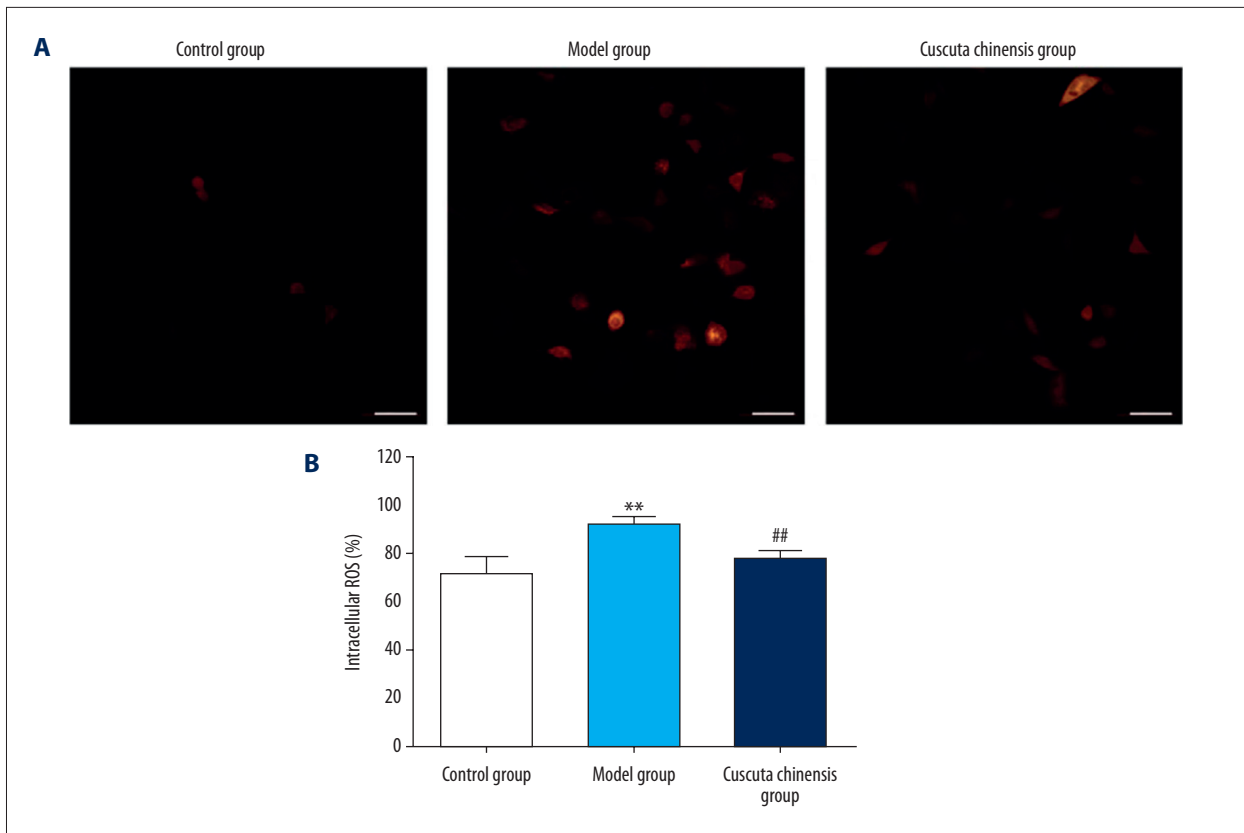 A
Control group
Model group
Cuscuta chinensis group
B
120
100
80
60
40
20
0
Intracellular ROS (%)
**
##
Control group
Model group
Cuscuta chinensis
group